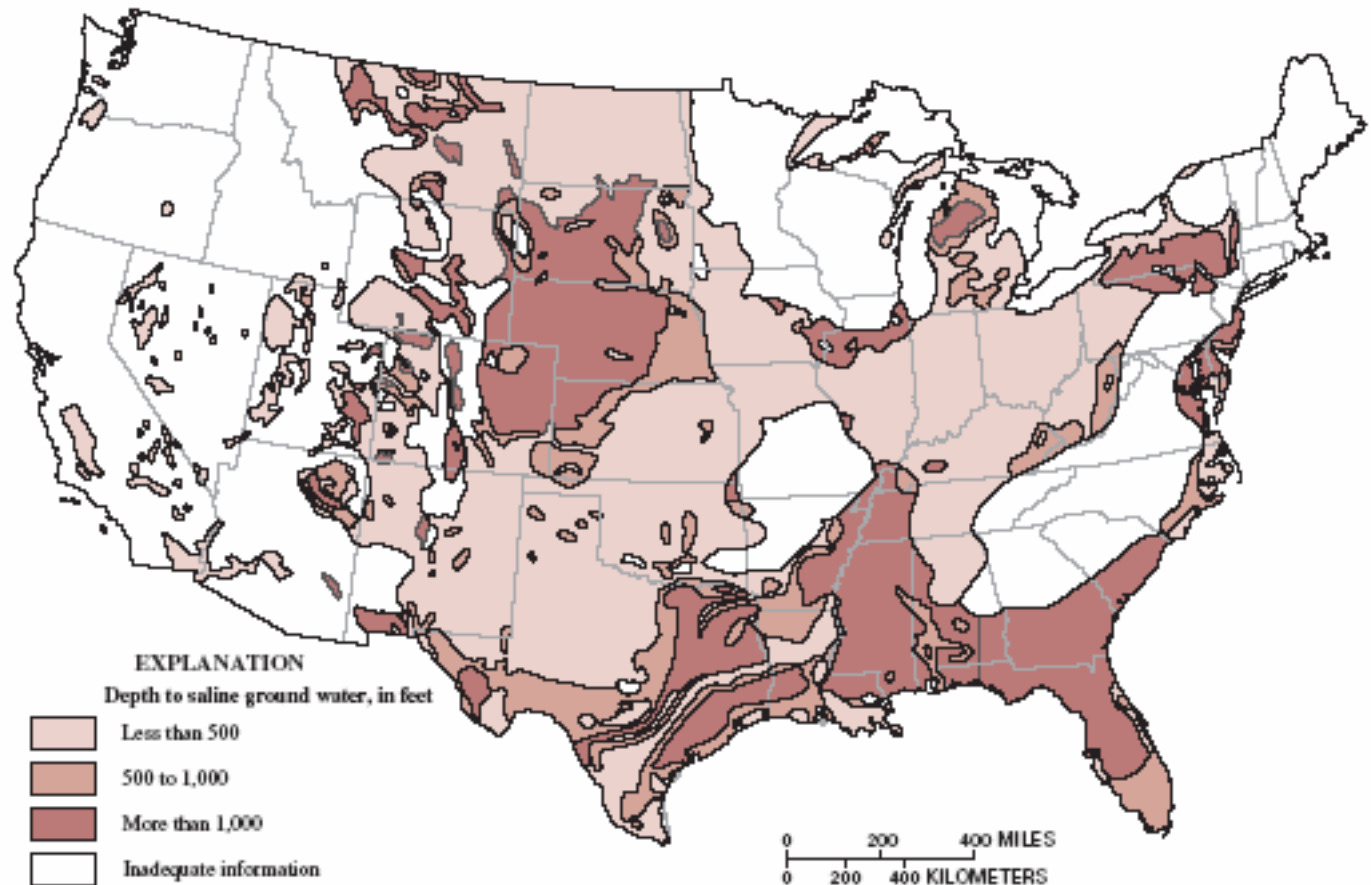 EXPLANATION
Depth to saline ground water, in feet
Less than 500
500 to 1,000
More than 1,000
Inadequate information
0 200 400 MILES
0 200 400 KILOMETERS